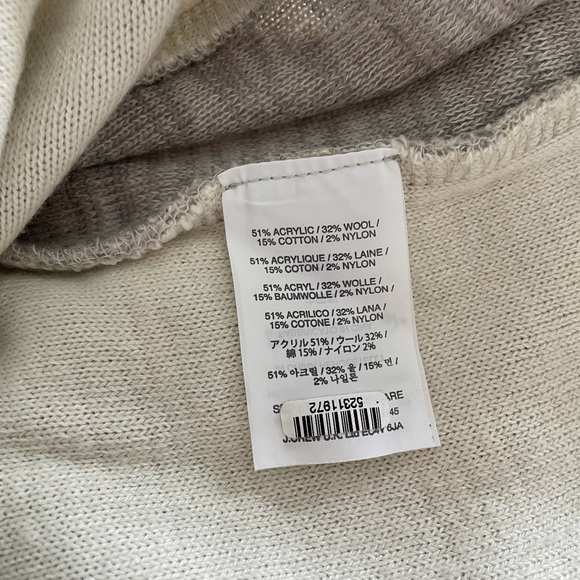 51% ACRYLIC / 32% WOOL /
15% COTTON / 2% NYLON
51% ACRYLIQUE / 32% LAINE /
15% COTON / 2% NYLON
51% ACRYL / 32% WOLLE /
15% BAUMWOLLE / 2% NYLON
51% ACRILICO / 32% LANA /
15% COTONE / 2% NYLON
アクリル 51% / ウール 32% /
綿 15% / ナイロン 2%
51% 아크릴 / 32% 울 / 15% 면 /
2% 나일론
52311972
45
J.CREW U.K. 6JA